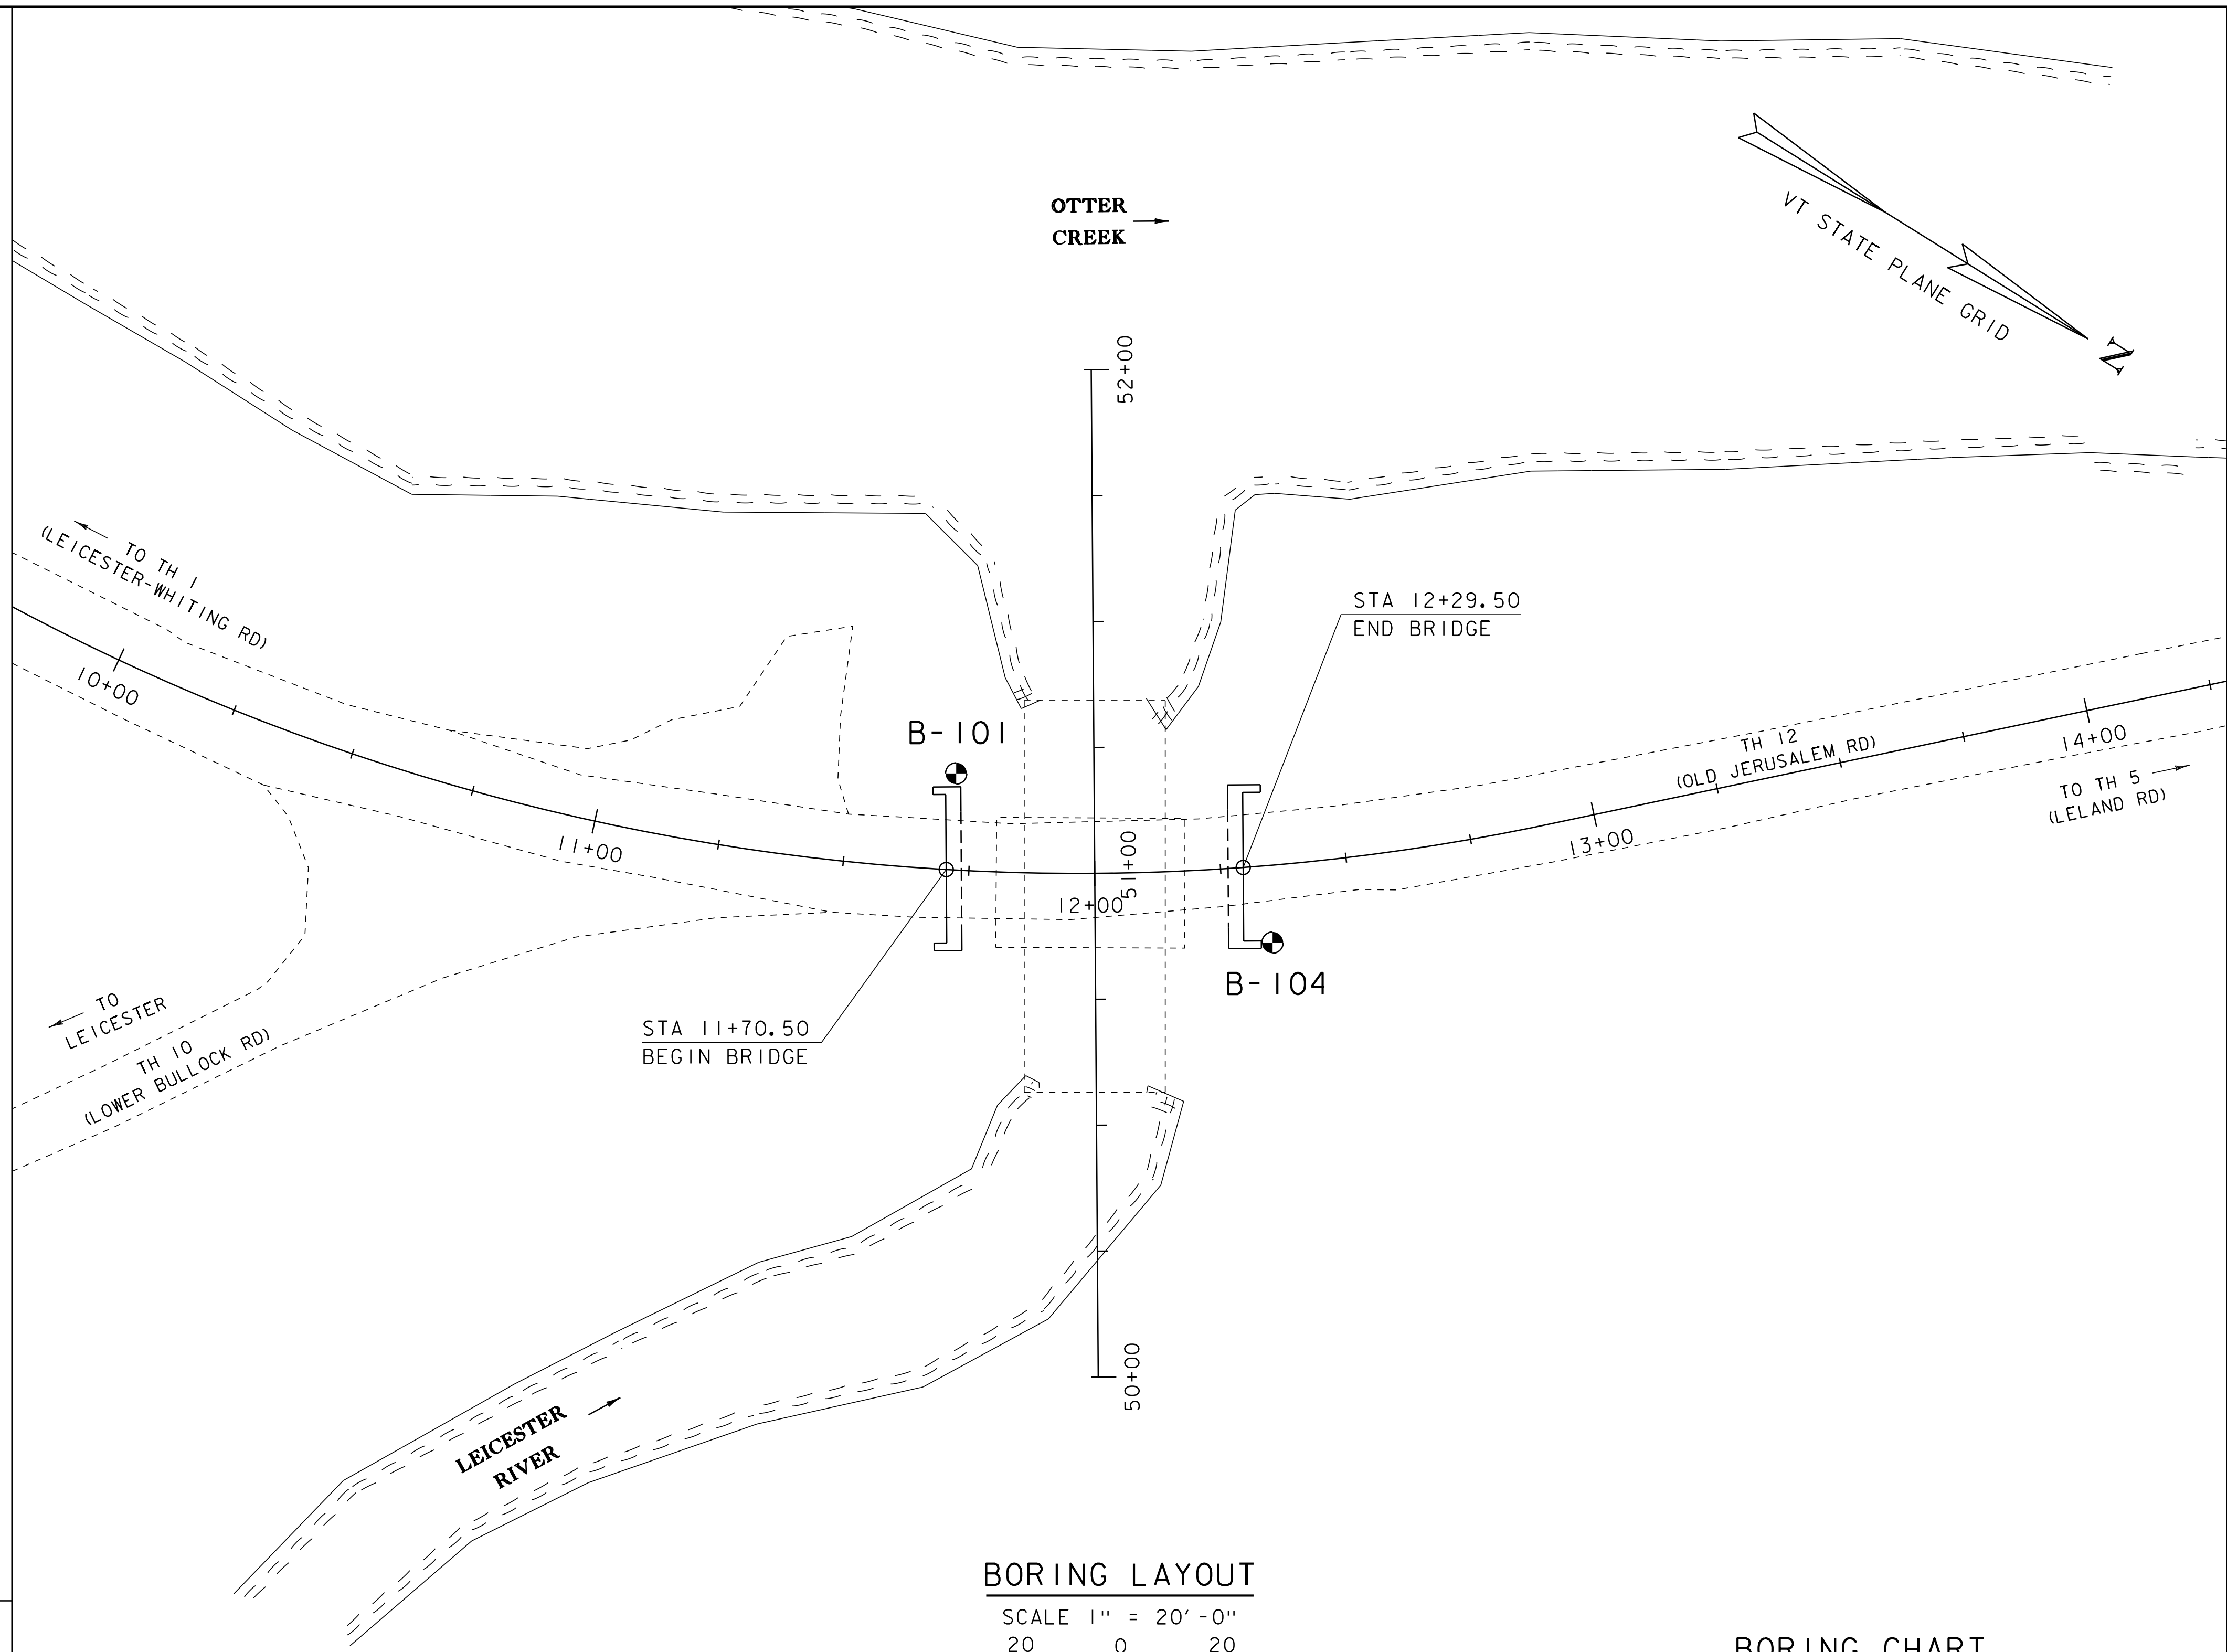 OTTER
CREEK
VT STATE PLANE GRID
N
52+00
TO TH 1
(LEICESTER-WHITING RD)
STA 12+29.50
END BRIDGE
10+00
B-101
TH 12
(OLD JERUSALEM RD)
14+00
TO TH 5
(LELAND RD)
11+00
13+00
51+00
12+00
B-104
TO
LEICESTER
STA 11+70.50
BEGIN BRIDGE
TH 10
(LOWER BULLOCK RD)
50+00
LEICESTER
RIVER
BORING LAYOUT
SCALE 1" = 20'-0"
20 0 20
BORING CHART